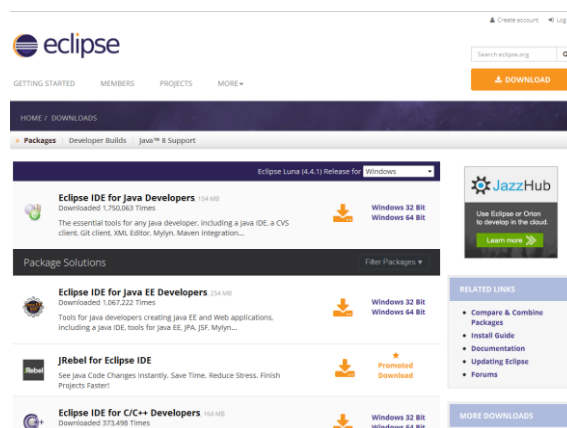 Create account Log
eclipse
Search eclipse.org
GETTING STARTED MEMBERS PROJECTS MORE
DOWNLOAD
HOME / DOWNLOADS
Packages Developer Builds Java™ 8 Support
Eclipse Luna (4.4.1) Release for Windows
Eclipse IDE for Java Developers 154 MB
Downloaded 1,750,063 Times
The essential tools for any Java developer, including a Java IDE, a CVS
client, Git client, XML Editor, Mylyn, Maven integration...
Windows 32 Bit
Windows 64 Bit
Package Solutions
Filter Packages
Eclipse IDE for Java EE Developers 254 MB
Downloaded 1,067,222 Times
Tools for Java developers creating Java EE and Web applications,
including a Java IDE, tools for Java EE, JPA, JSF, Mylyn...
Windows 32 Bit
Windows 64 Bit
JRebel
JRebel for Eclipse IDE
See Java Code Changes Instantly. Save Time. Reduce Stress. Finish
Projects Faster!
Promoted
Download
Eclipse IDE for C/C++ Developers 164 MB
Downloaded 373,498 Times
Windows 32 Bit
Windows 64 Bit
JazzHub
Use Eclipse or Orion
to develop in the cloud.
Learn more
RELATED LINKS
Compare & Combine
Packages
Install Guide
Documentation
Updating Eclipse
Forums
MORE DOWNLOADS